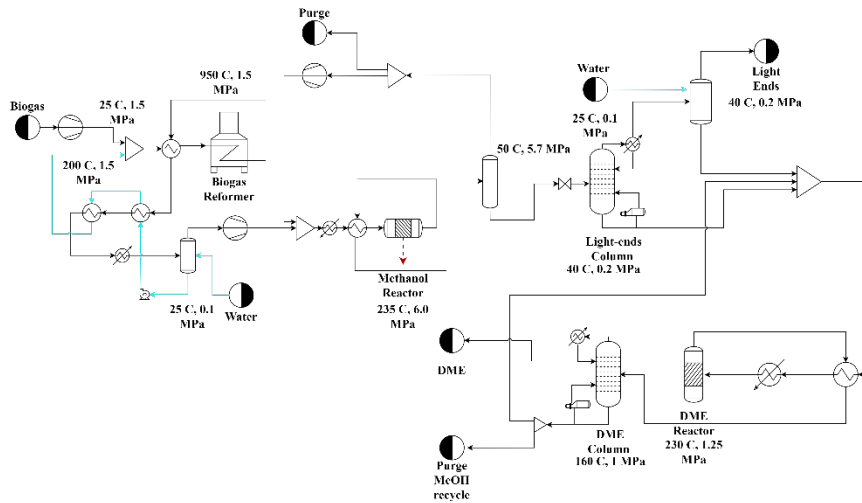 Purge
950 C, 1.5
MPa
Biogas
25 C, 1.5
MPa
200 C, 1.5
MPa
Biogas
Reformer
25 C, 0.1
MPa
Water
Methanol
Reactor
235 C, 6.0
MPa
50 C, 5.7 MPa
Water
25 C, 0.1
MPa
Light
Ends
40 C, 0.2 MPa
Light-ends
Column
40 C, 0.2 MPa
DME
Purge
MeOH
recycle
DME
Column
160 C, 1 MPa
DME
Reactor
230 C, 1.25
MPa